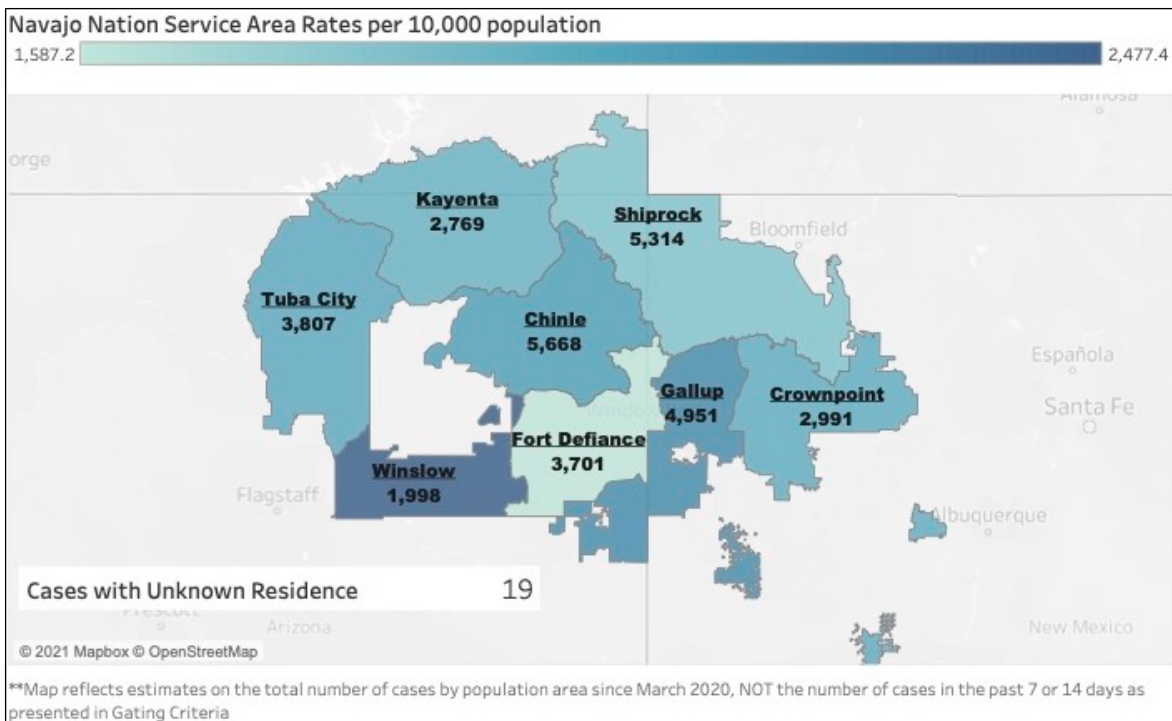 Navajo Nation Service Area Rates per 10,000 population
1,587.2
2,477.4
Alamosa
orge
Kayenta
2,769
Shiprock
5,314
Bloomfield
Tuba City
3,807
Chinle
5,668
Española
Gallup
4,951
Crownpoint
2,991
Santa Fe
Window
Fort Defiance
3,701
Winslow
1,998
Flagstaff
Albuquerque
Cases with Unknown Residence 19
Prescott
Arizona
New Mexico
© 2021 Mapbox © OpenStreetMap
**Map reflects estimates on the total number of cases by population area since March 2020, NOT the number of cases in the past 7 or 14 days as
presented in Gating Criteria